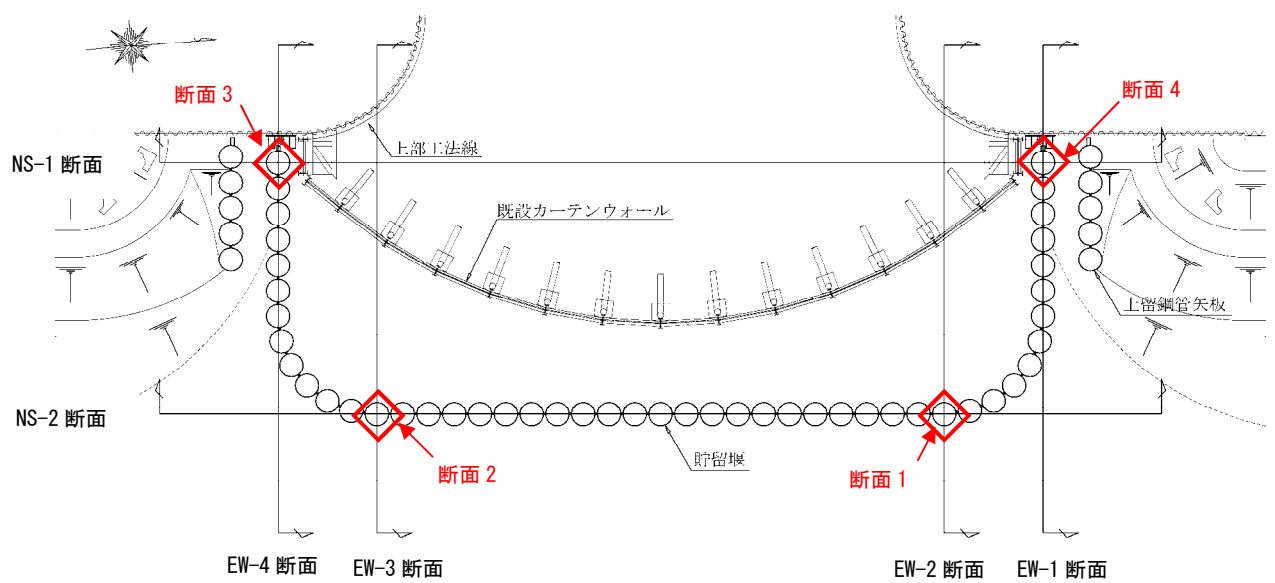 断面 3
断面 4
上部工法線
NS-1 断面
既設カーテンウォール
土留鋼管矢板
NS-2 断面
断面 2
貯留堰
断面 1
EW-4 断面
EW-3 断面
EW-2 断面
EW-1 断面